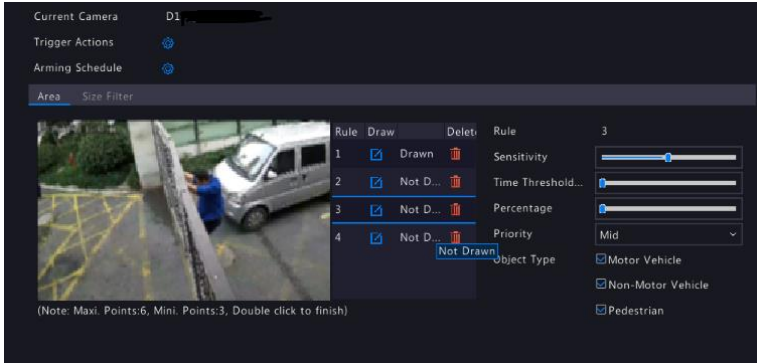 Current Camera D1
Trigger Actions
Arming Schedule
Area Size Filter
Rule Draw Delete
1 Drawn
2 Not D...
3 Not D...
4 Not D...
Not Drawn
Rule 3
Sensitivity
Time Threshold...
Percentage
Priority Mid
Object Type Motor Vehicle
Non-Motor Vehicle
Pedestrian
(Note: Maxi. Points:6, Mini. Points:3, Double click to finish)